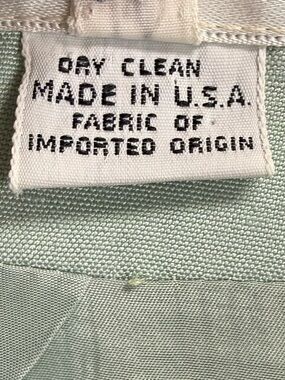 DRY CLEAN
MADE IN U.S.A.
FABRIC OF
IMPORTED ORIGIN